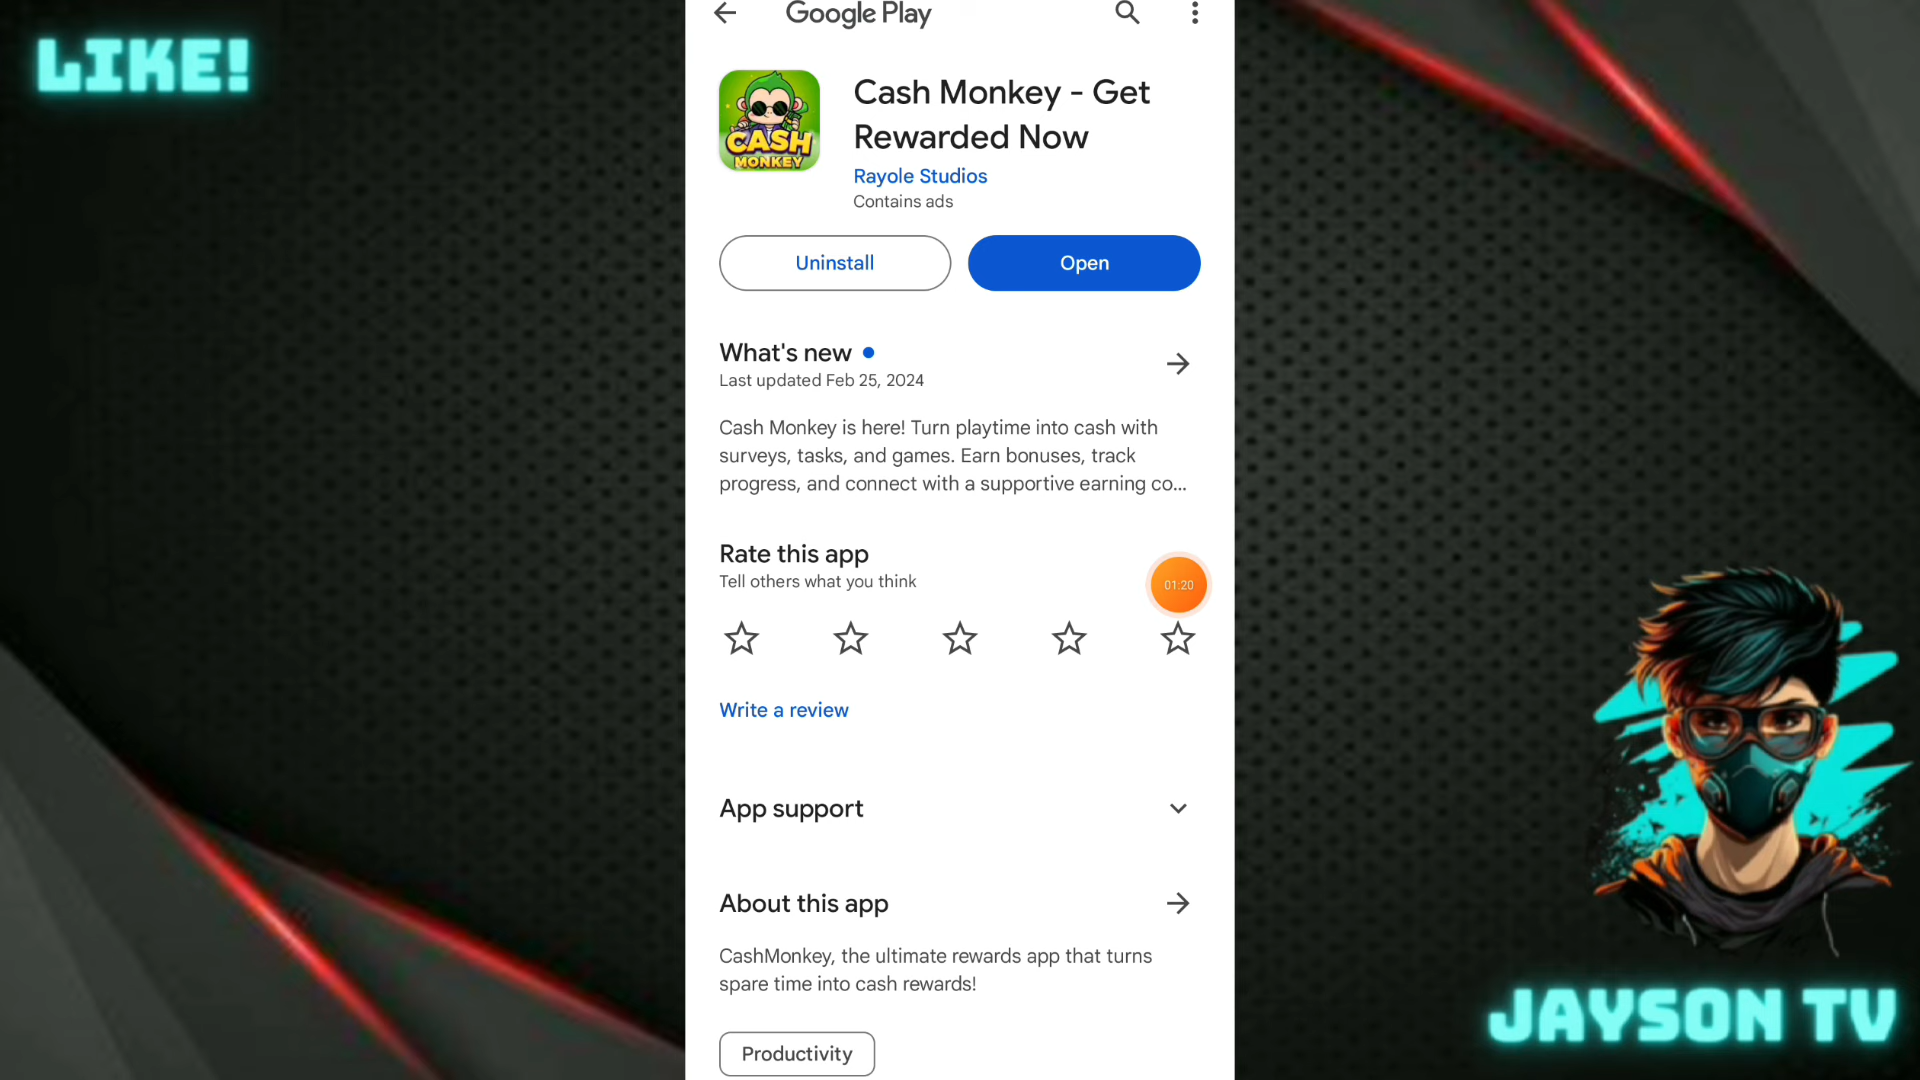 LIKE!
Google Play
CASH
MONKEY
Cash Monkey - Get
Rewarded Now
Rayole Studios
Contains ads
Uninstall
Open
What's new
Last updated Feb 25, 2024
Cash Monkey is here! Turn playtime into cash with
surveys, tasks, and games. Earn bonuses, track
progress, and connect with a supportive earning co...
Rate this app
Tell others what you think
01:20
Write a review
App support
About this app
CashMonkey, the ultimate rewards app that turns
spare time into cash rewards!
Productivity
JAYSON TV